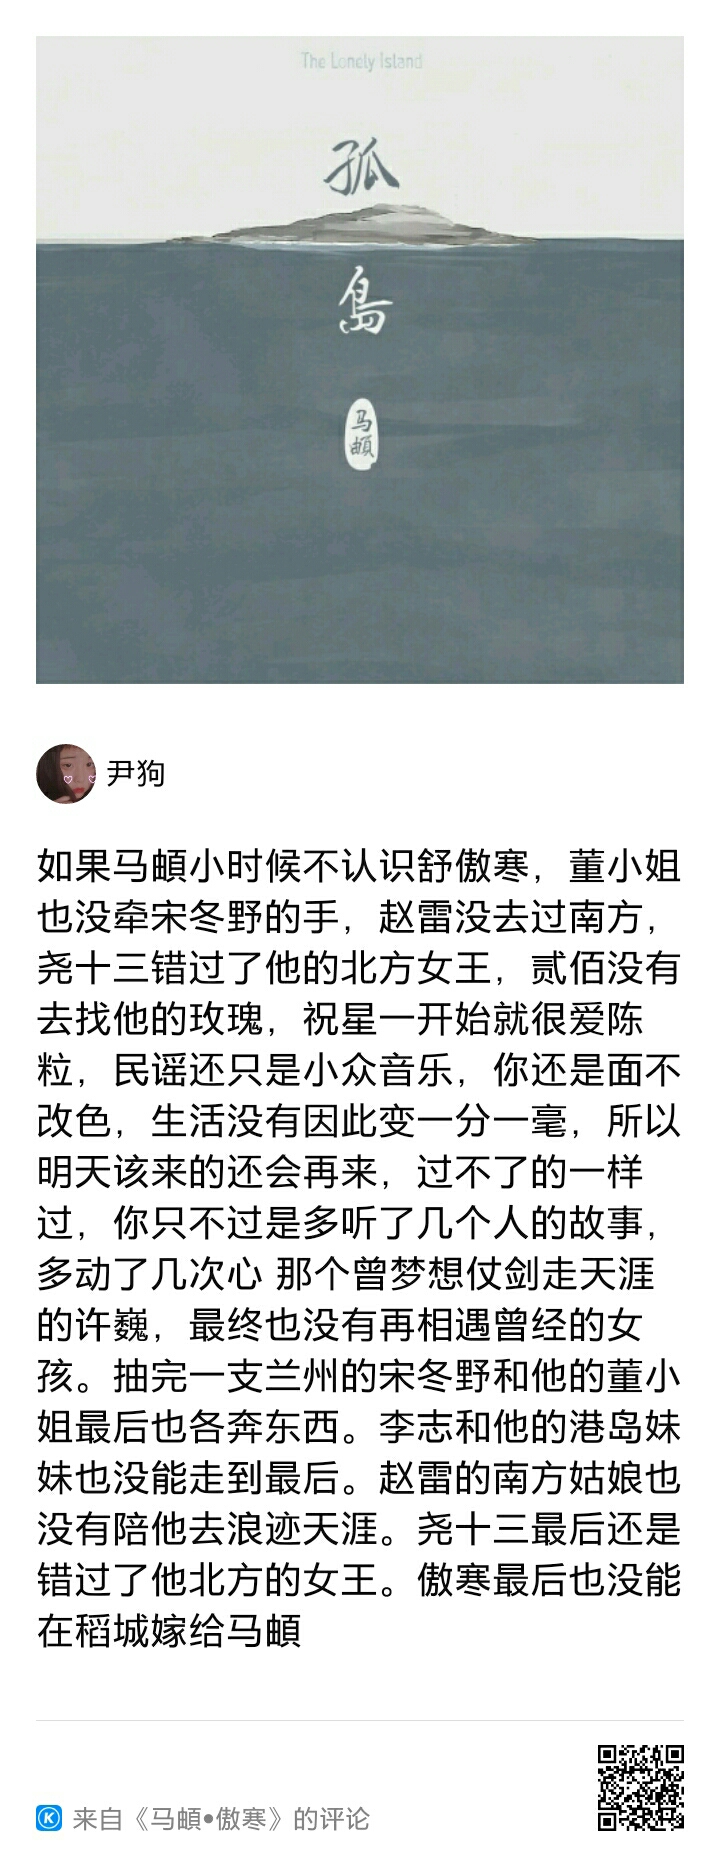 The Lonely Island
孤
岛
马
頔
尹狗
如果马頔小时候不认识舒傲寒，董小姐
也没牵宋冬野的手，赵雷没去过南方，
尧十三错过了他的北方女王，贰佰没有
去找他的玫瑰，祝星一开始就很爱陈
粒，民谣还只是小众音乐，你还是面不
改色，生活没有因此变一分一毫，所以
明天该来的还会再来，过不了的一样
过，你只不过是多听了几个人的故事，
多动了几次心 那个曾梦想仗剑走天涯
的许巍，最终也没有再相遇曾经的女
孩。抽完一支兰州的宋冬野和他的董小
姐最后也各奔东西。李志和他的港岛妹
妹也没能走到最后。赵雷的南方姑娘也
没有陪他去浪迹天涯。尧十三最后还是
错过了他北方的女王。傲寒最后也没能
在稻城嫁给马頔
K 来自《马頔•傲寒》的评论